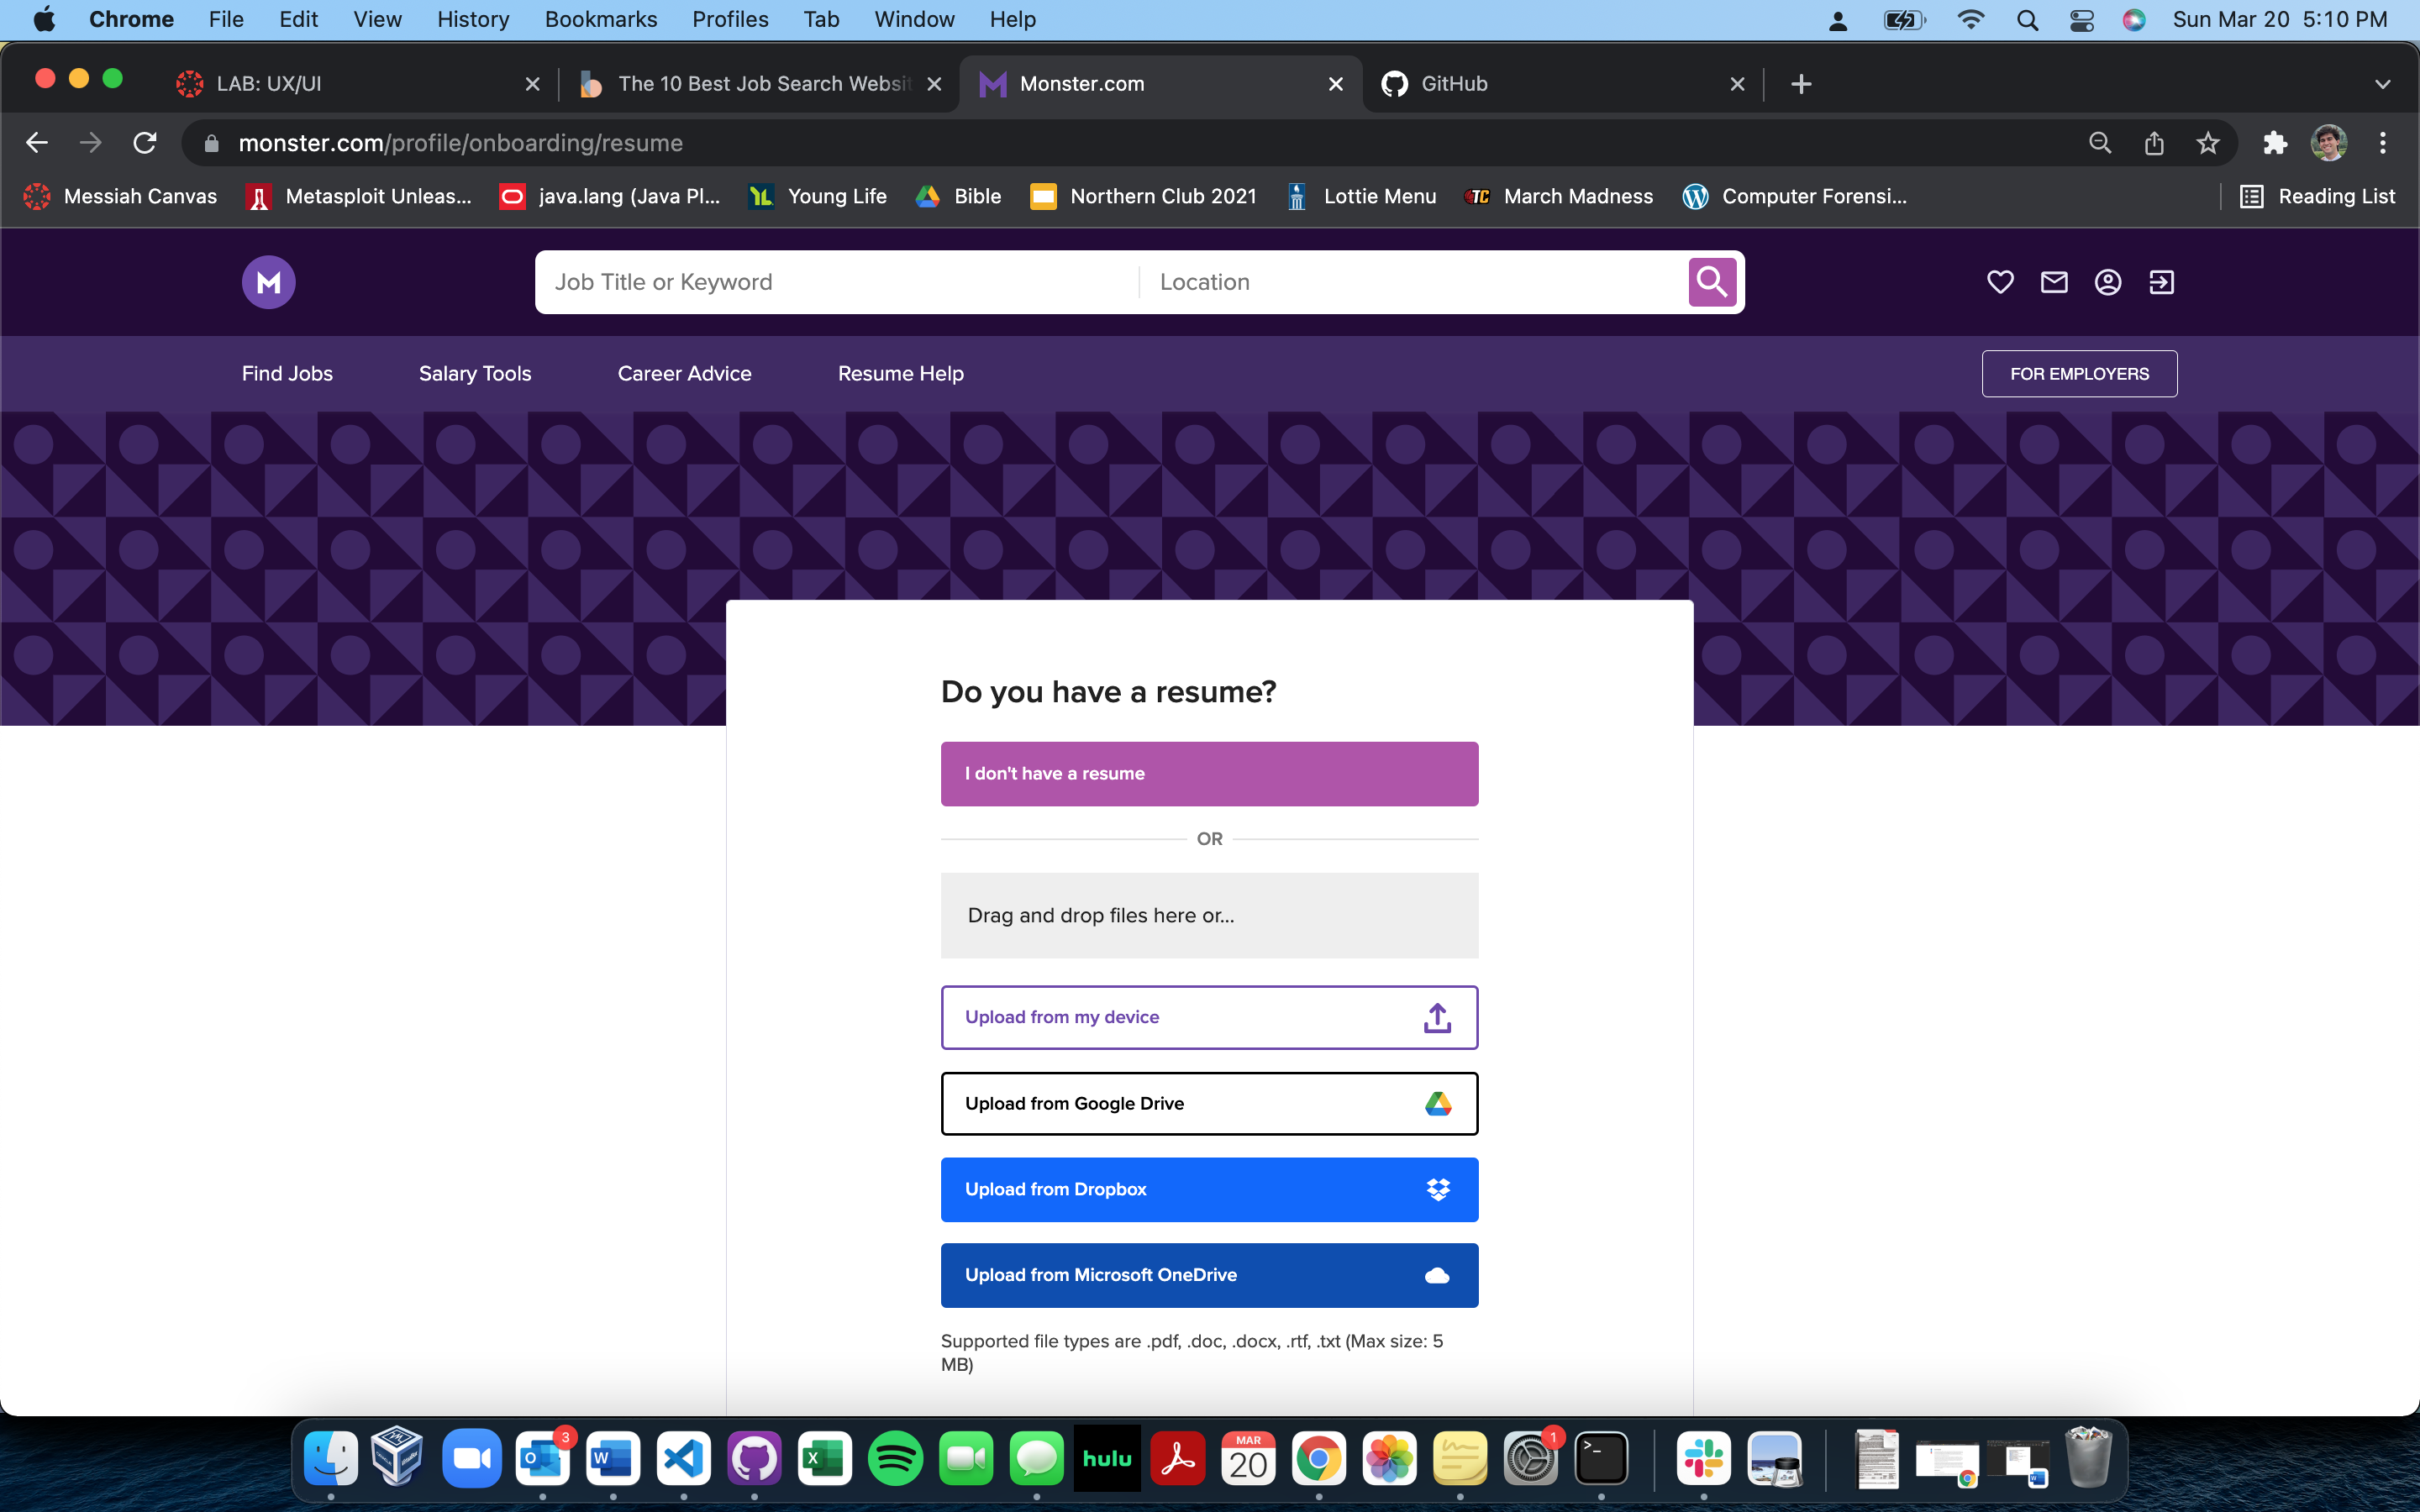 Chrome File Edit View History Bookmarks Profiles Tab Window Help Sun Mar 20 5:10 PM
LAB: UX/UI The 10 Best Job Search Websit Monster.com GitHub
monster.com/profile/onboarding/resume
Messiah Canvas Metasploit Unleas... java.lang (Java Pl... Young Life Bible Northern Club 2021 Lottie Menu March Madness Computer Forensi... Reading List
M Job Title or Keyword Location
Find Jobs Salary Tools Career Advice Resume Help FOR EMPLOYERS
Do you have a resume?
I don't have a resume
OR
Drag and drop files here or...
Upload from my device
Upload from Google Drive
Upload from Dropbox
Upload from Microsoft OneDrive
Supported file types are .pdf, .doc, .docx, .rtf, .txt (Max size: 5
MB)
3 hulu MAR 20 1